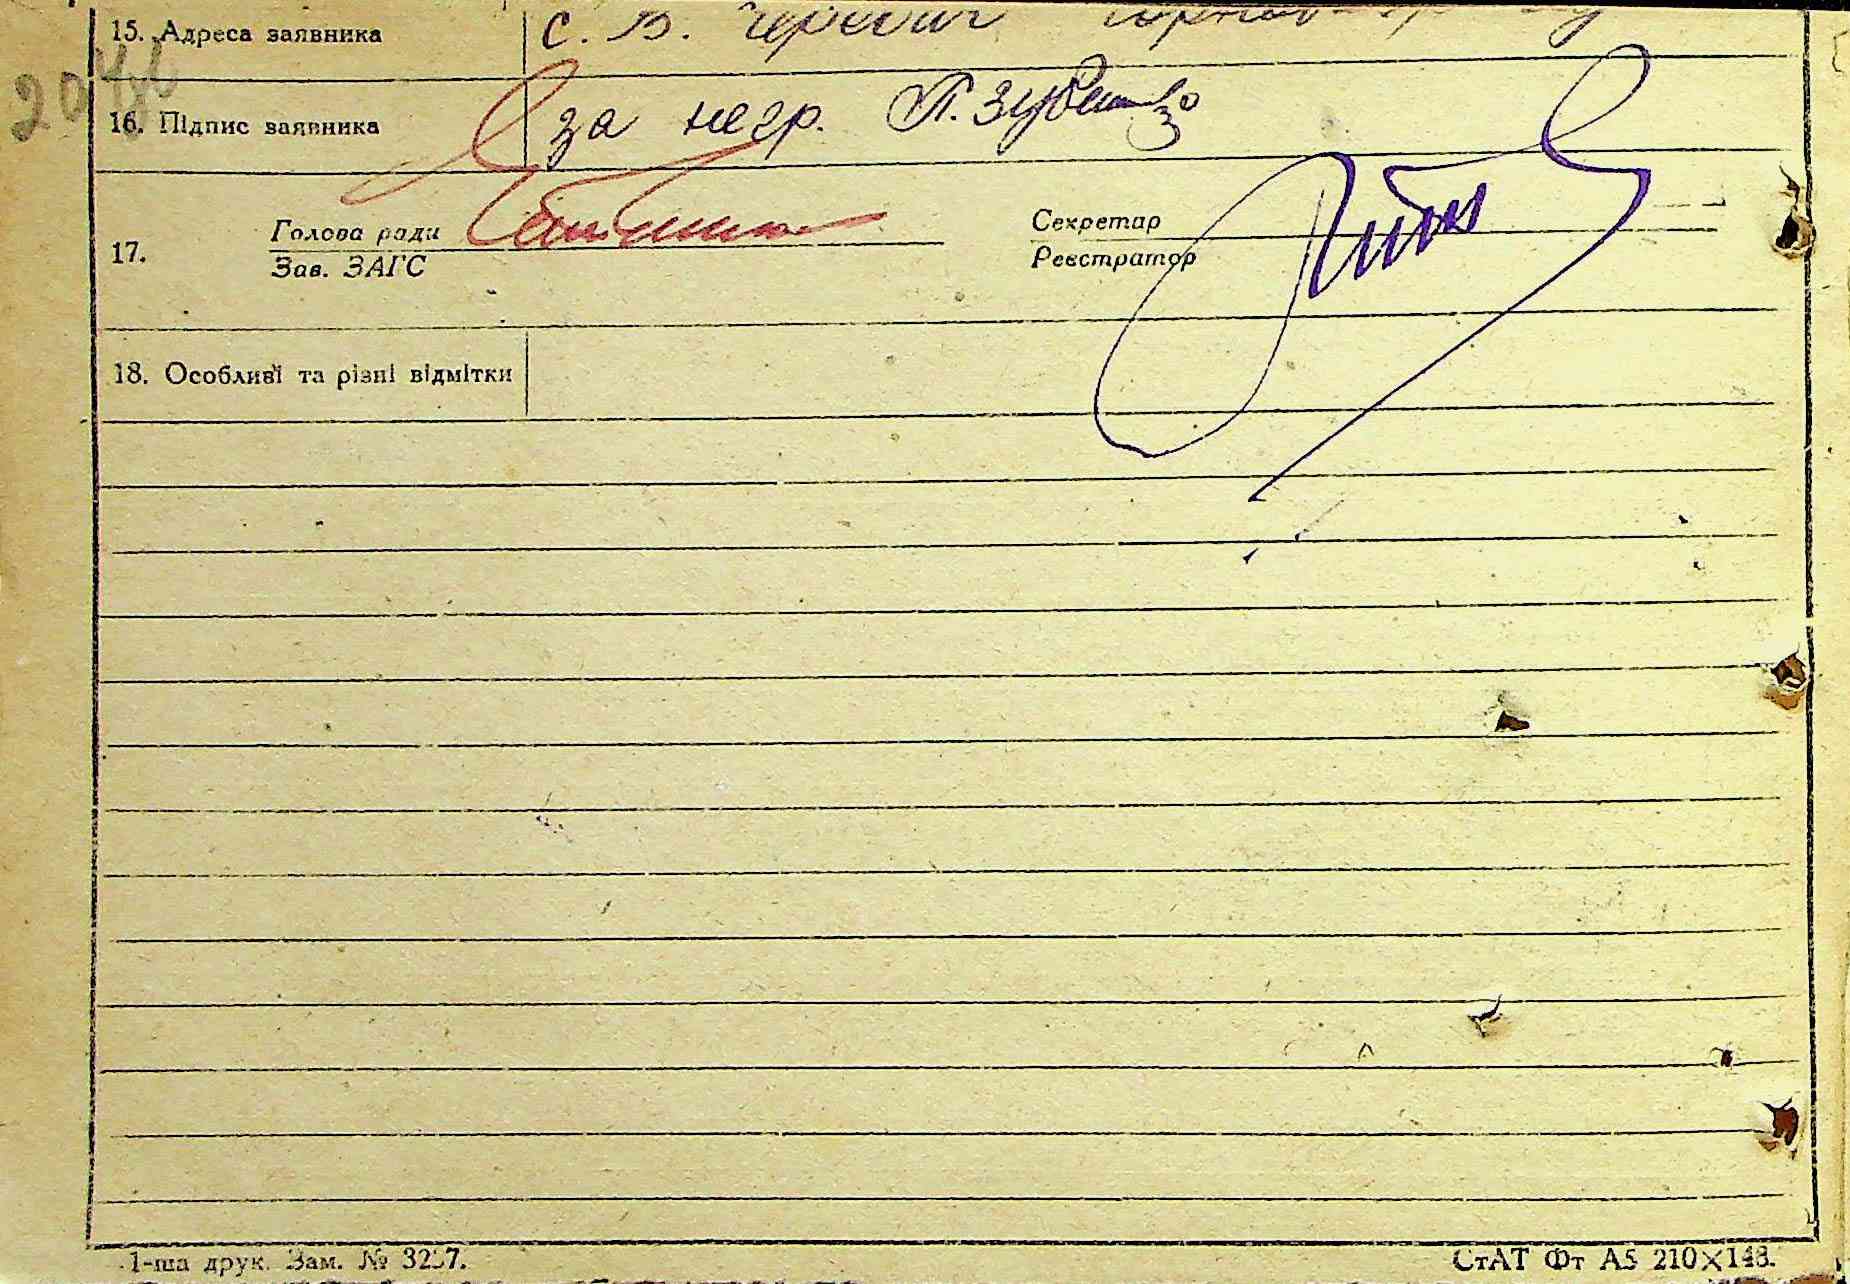 15. Адреса заявника с. В.
204
16. Підпис заявника за негр. П. Зубенко
17. Голова ради Секретар
Зав. ЗАГС Реєстратор
18. Особливі та різні відмітки
1-ша друк. Зам. № 3257.
СтАТ Фт А5 210×148.